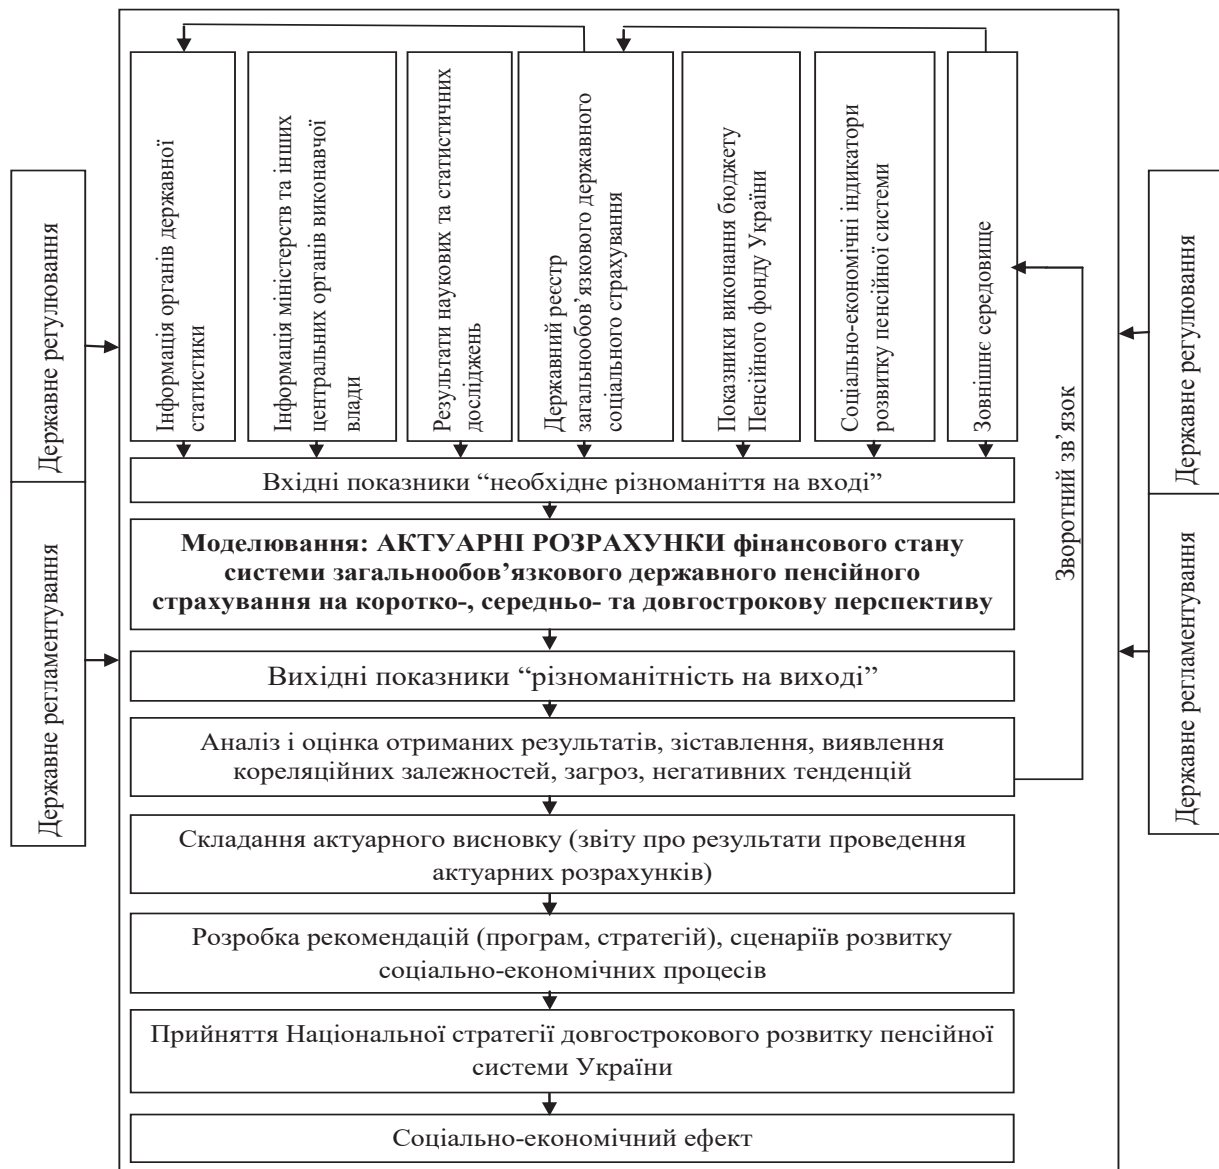 Державне регулювання
Державне регламентування
Інформація органів державної
статистики
Інформація міністерств та інших
центральних органів виконавчої
влади
Результати наукових та статистичних
досліджень
Державний реєстр
загальнообов’язкового державного
соціального страхування
Показники виконання бюджету
Пенсійного фонду України
Соціально-економічні індикатори
розвитку пенсійної системи
Зовнішнє середовище
Зворотний зв’язок
Державне регулювання
Державне регламентування
Вхідні показники “необхідне різноманіття на вході”
Моделювання: АКТУАРНІ РОЗРАХУНКИ фінансового стану
системи загальнообов’язкового державного пенсійного
страхування на коротко-, середньо- та довгострокову перспективу
Вихідні показники “різноманітність на виході”
Аналіз і оцінка отриманих результатів, зіставлення, виявлення
кореляційних залежностей, загроз, негативних тенденцій
Складання актуарного висновку (звіту про результати проведення
актуарних розрахунків)
Розробка рекомендацій (програм, стратегій), сценаріїв розвитку
соціально-економічних процесів
Прийняття Національної стратегії довгострокового розвитку пенсійної
системи України
Соціально-економічний ефект